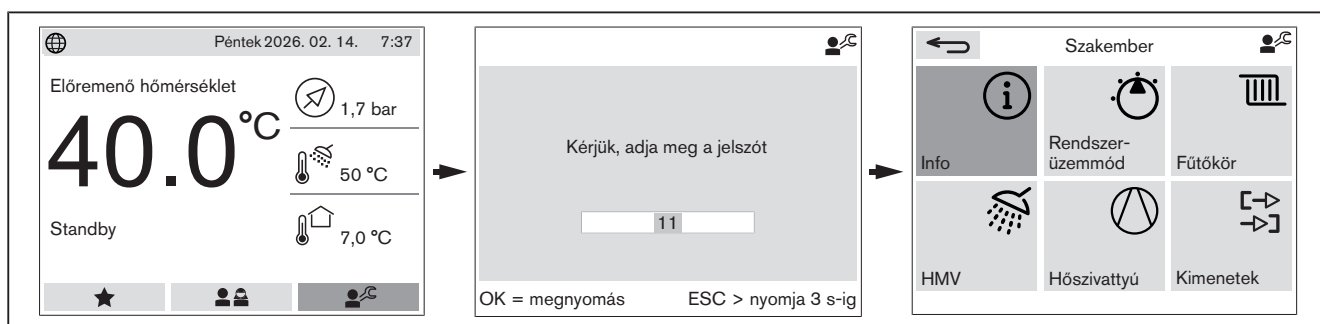 Péntek 2026. 02. 14. 7:37
Előremenő hőmérséklet
40.0°C
1,7 bar
50 °C
Standby
7,0 °C
Kérjük, adja meg a jelszót
11
OK = megnyomás ESC > nyomja 3 s-ig
Szakember
Info
Rendszer-
üzemmód
Fűtőkör
HMV
Hőszivattyú
Kimenetek